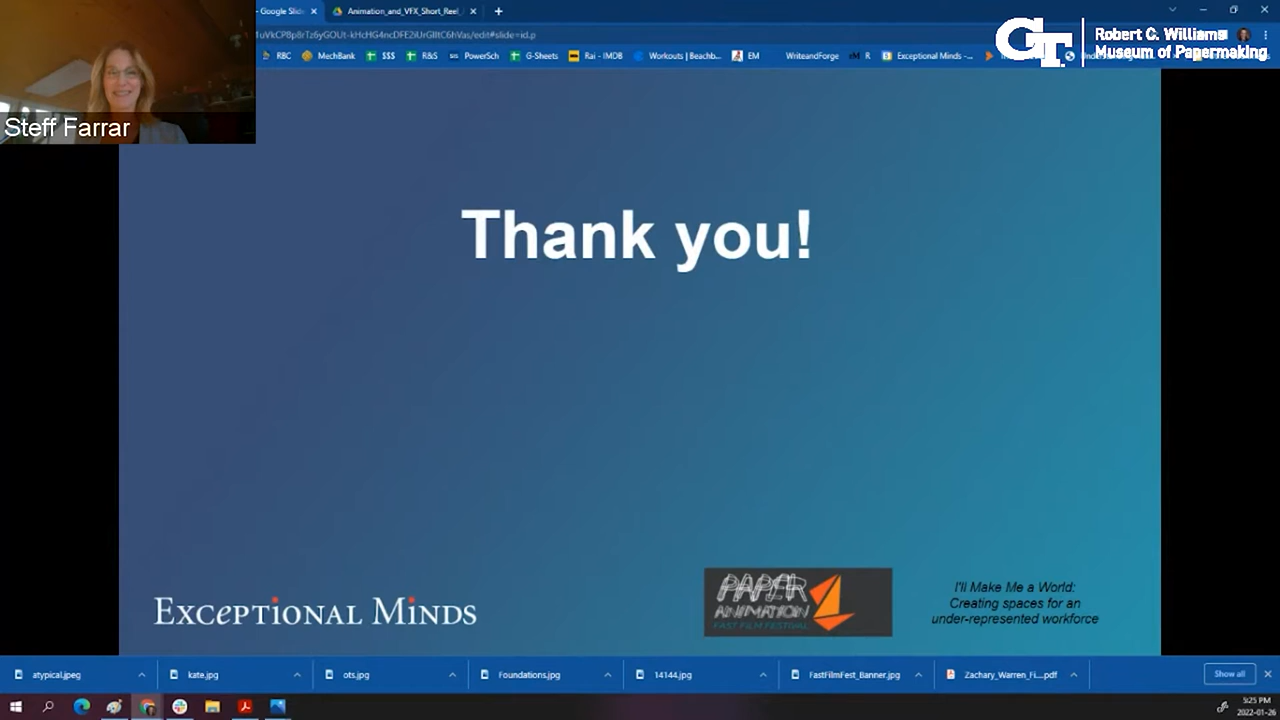 - Google Slide
Animation_and_VFX_Short_Reel_
GT
Robert C. Williams
Museum of Papermaking
RBC
MechBank
$$$
R&S
PowerSch
G-Sheets
Rai - IMDB
Workouts | Beachb...
EM
WriteandForge
R
Exceptional Minds -...
Steff Farrar
Thank you!
EXCEPTIONAL MINDS
PAPER
ANIMATION
FAST FILM FESTIVAL
I'll Make Me a World:
Creating spaces for an
under-represented workforce
atypical.jpeg
kate.jpg
ots.jpg
Foundations.jpg
14144.jpg
FastFilmFest_Banner.jpg
Zachary_Warren_Fi....pdf
Show all
5:25 PM
2022-01-26